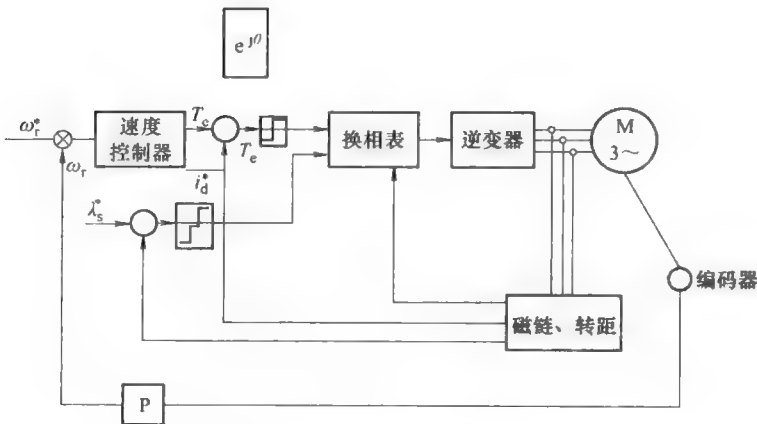 e^{jθ}
ω_r^*
速度
控制器
T_e
T_e
换相表
逆变器
M
3~
ω_r
i_d^*
λ_s^*
编码器
磁链、转距
P